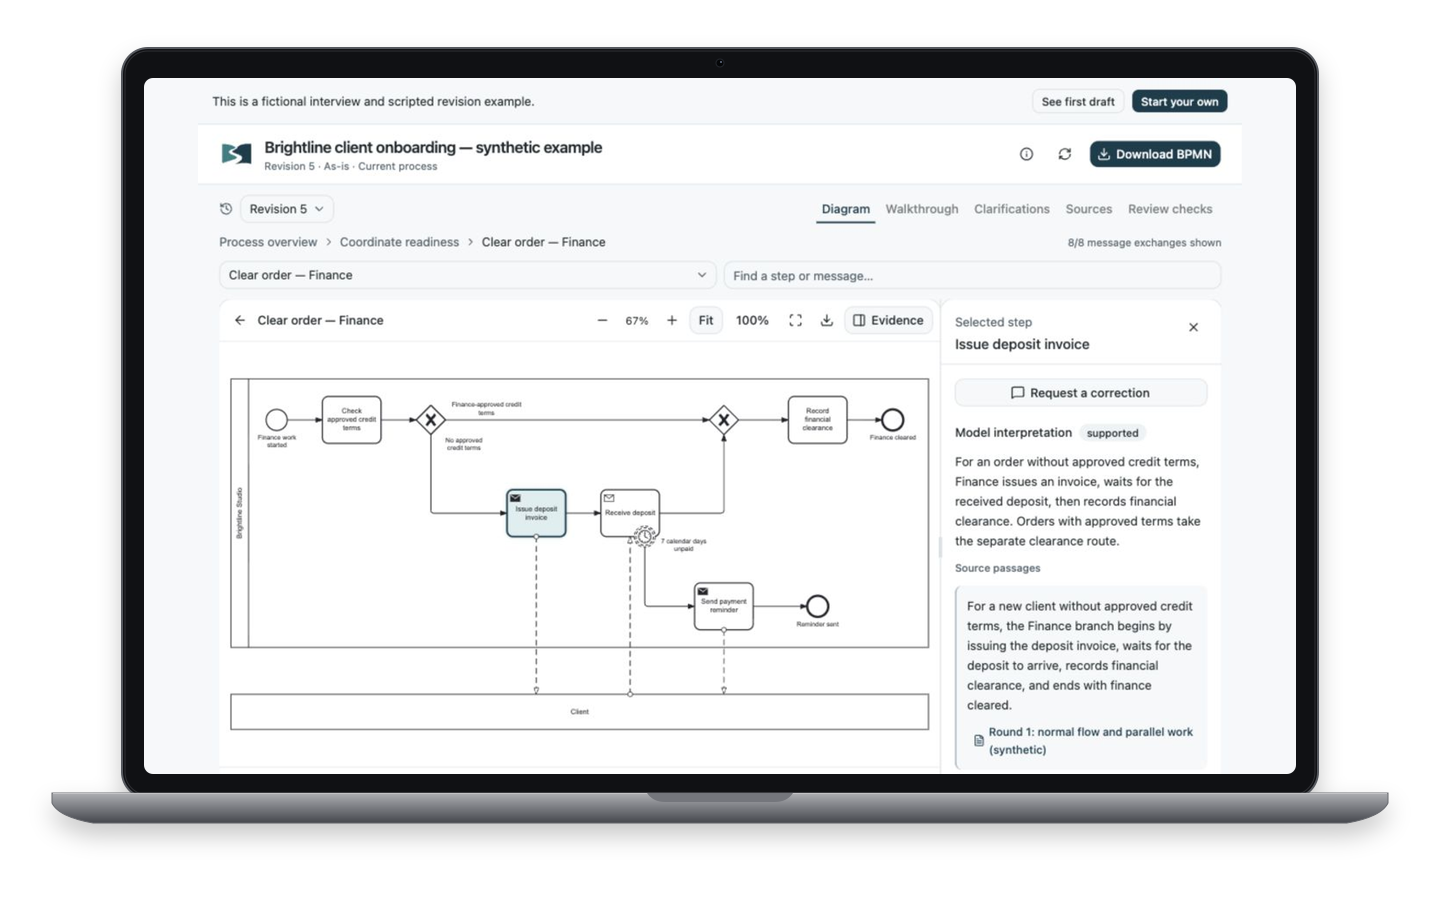 This is a fictional interview and scripted revision example.
See first draft
Start your own
Brightline client onboarding — synthetic example
Revision 5 · As-is · Current process
Download BPMN
Revision 5
Diagram
Walkthrough
Clarifications
Sources
Review checks
Process overview > Coordinate readiness > Clear order — Finance
8/8 message exchanges shown
Clear order — Finance
Find a step or message...
Clear order — Finance
67%
Fit
100%
Evidence
Selected step
Issue deposit invoice
Request a correction
Model interpretation
supported
For an order without approved credit terms,
Finance issues an invoice, waits for the
received deposit, then records financial
clearance. Orders with approved terms take
the separate clearance route.
Source passages
For a new client without approved credit
terms, the Finance branch begins by
issuing the deposit invoice, waits for the
deposit to arrive, records financial
clearance, and ends with finance
cleared.
Round 1: normal flow and parallel work
(synthetic)
Brightline Studio
Finance work
started
Check
approved credit
terms
Finance-approved credit
terms
No approved
credit terms
Record
financial
clearance
Finance cleared
Issue deposit
invoice
Receive deposit
7 calendar days
unpaid
Send payment
reminder
Reminder sent
Client